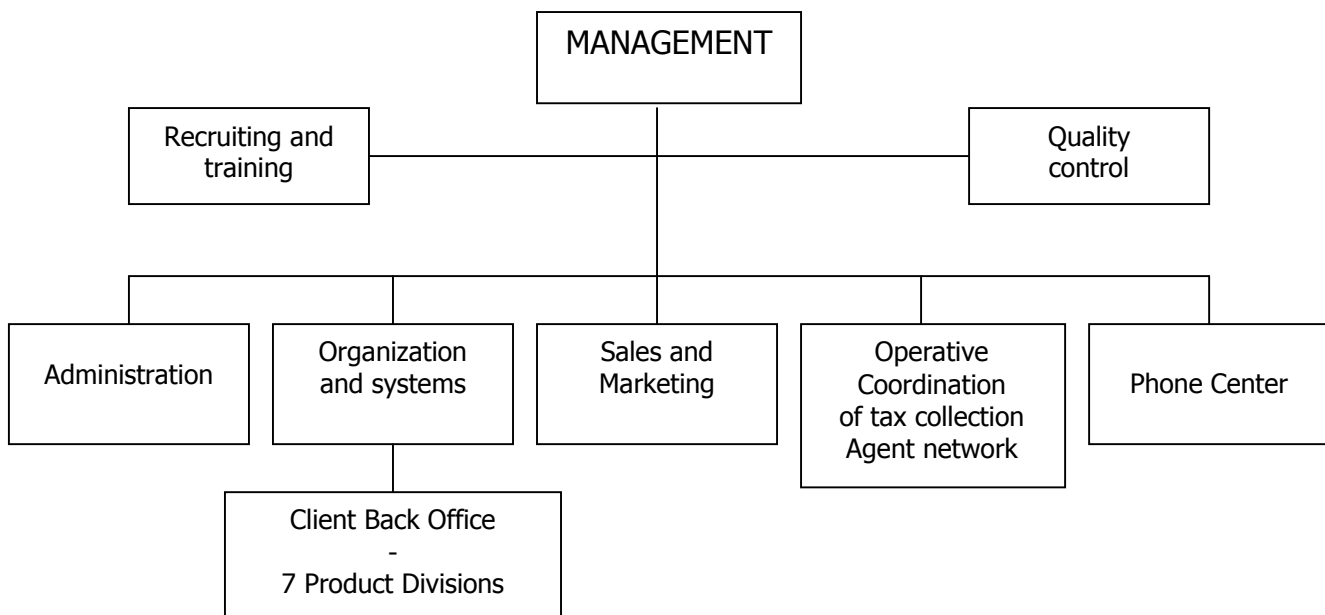 MANAGEMENT
Recruiting and
training
Quality
control
Administration
Organization
and systems
Sales and
Marketing
Operative
Coordination
of tax collection
Agent network
Phone Center
Client Back Office
-
7 Product Divisions